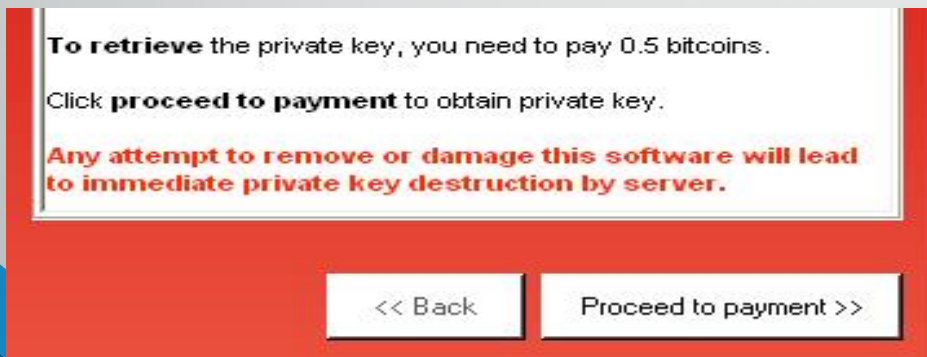 To retrieve the private key, you need to pay 0.5 bitcoins.
Click proceed to payment to obtain private key.
Any attempt to remove or damage this software will lead
to immediate private key destruction by server.
<< Back
Proceed to payment >>